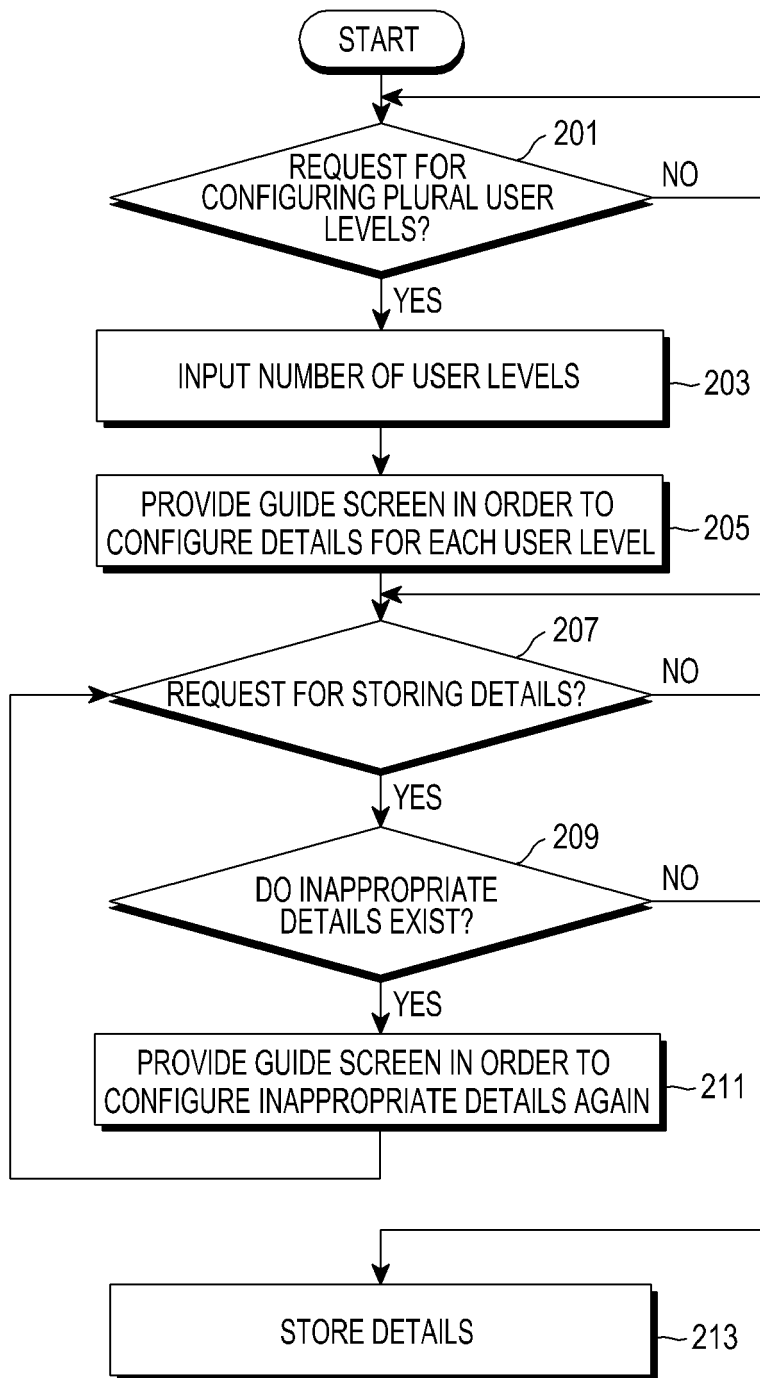 START
201
REQUEST FOR
CONFIGURING PLURAL USER
LEVELS?
NO
YES
INPUT NUMBER OF USER LEVELS
203
PROVIDE GUIDE SCREEN IN ORDER TO
CONFIGURE DETAILS FOR EACH USER LEVEL
205
207
REQUEST FOR STORING DETAILS?
NO
YES
209
DO INAPPROPRIATE
DETAILS EXIST?
NO
YES
PROVIDE GUIDE SCREEN IN ORDER TO
CONFIGURE INAPPROPRIATE DETAILS AGAIN
211
STORE DETAILS
213